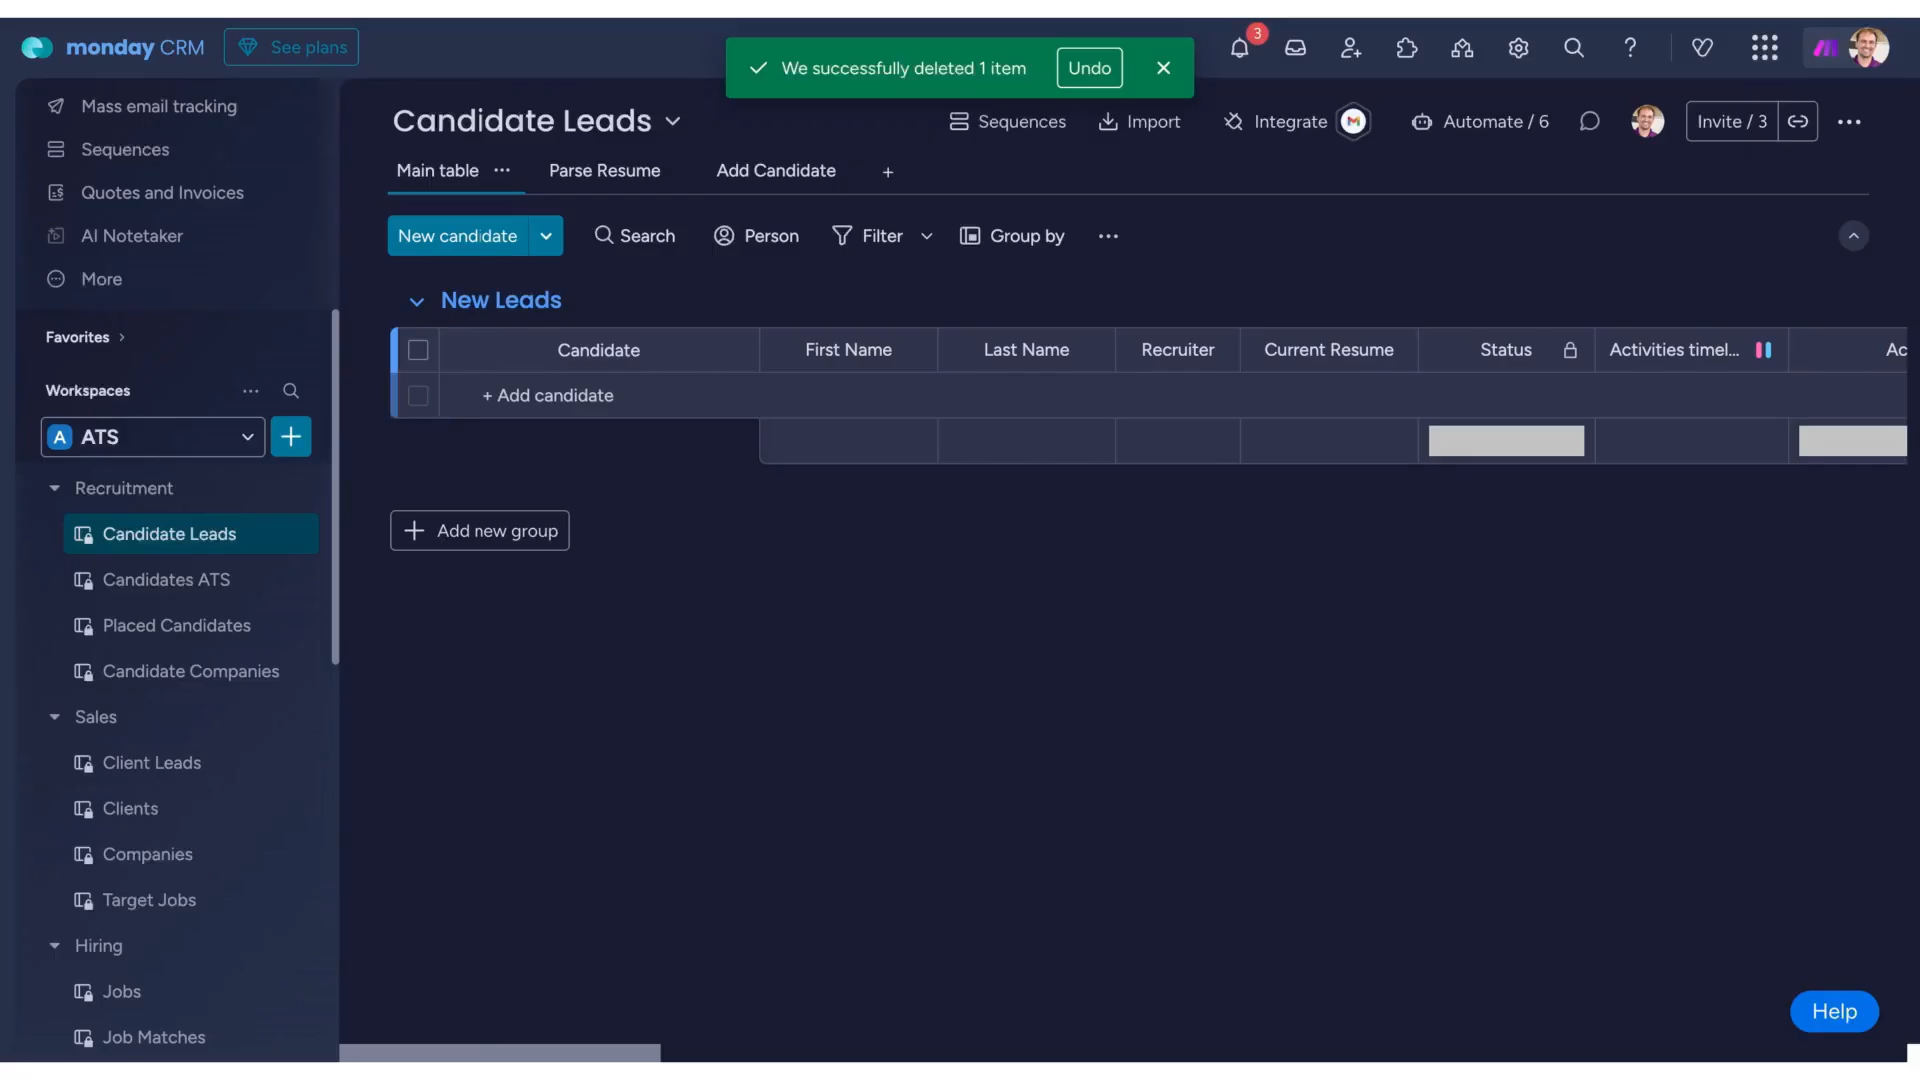 monday CRM
See plans
We successfully deleted 1 item
Undo
3
Mass email tracking
Sequences
Quotes and Invoices
AI Notetaker
More
Favorites
Workspaces
A ATS
Recruitment
Candidate Leads
Candidates ATS
Placed Candidates
Candidate Companies
Sales
Client Leads
Clients
Companies
Target Jobs
Hiring
Jobs
Job Matches
Candidate Leads
Sequences
Import
Integrate
Automate / 6
Invite / 3
Main table
Parse Resume
Add Candidate
+
New candidate
Search
Person
Filter
Group by
New Leads
Candidate
First Name
Last Name
Recruiter
Current Resume
Status
Activities timel...
Ac
+ Add candidate
+ Add new group
Help